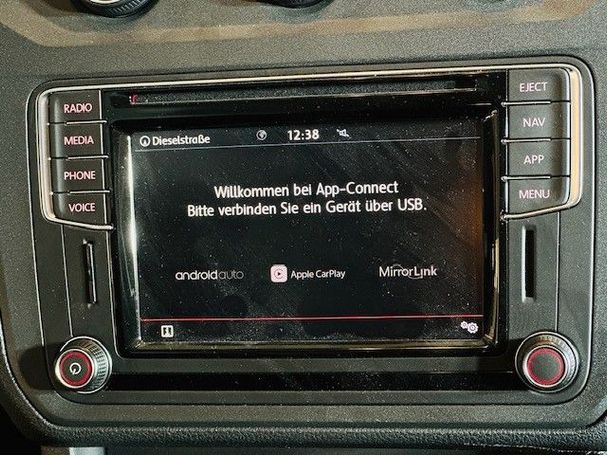 RADIO
MEDIA
PHONE
VOICE
EJECT
NAV
APP
MENU
Dieselstraße 12:38
Willkommen bei App-Connect
Bitte verbinden Sie ein Gerät über USB.
androidauto Apple CarPlay MirrorLink